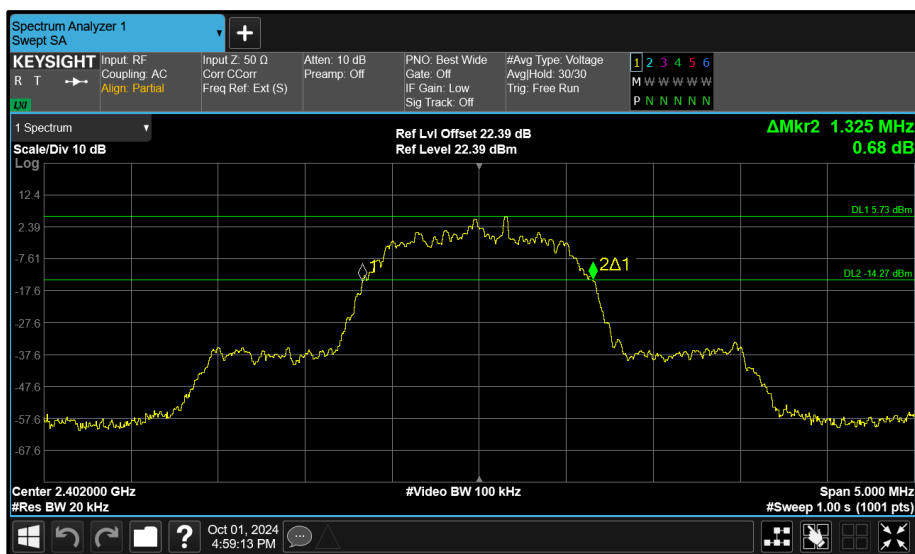 Spectrum Analyzer 1
Swept SA
+
KEYSIGHT
R T
LXI
Input: RF
Coupling: AC
Align: Partial
Input Z: 50 Ω
Corr CCorr
Freq Ref: Ext (S)
Atten: 10 dB
Preamp: Off
PNO: Best Wide
Gate: Off
IF Gain: Low
Sig Track: Off
#Avg Type: Voltage
Avg|Hold: 30/30
Trig: Free Run
1 2 3 4 5 6
M W W W W W
P N N N N N
1 Spectrum
Scale/Div 10 dB
Ref Lvl Offset 22.39 dB
Ref Level 22.39 dBm
ΔMkr2 1.325 MHz
0.68 dB
Log
12.4
DL1 5.73 dBm
2.39
-7.61
1
2Δ1
DL2 -14.27 dBm
-17.6
-27.6
-37.6
-47.6
-57.6
-67.6
Center 2.402000 GHz
#Video BW 100 kHz
Span 5.000 MHz
#Res BW 20 kHz
#Sweep 1.00 s (1001 pts)
?
Oct 01, 2024
4:59:13 PM